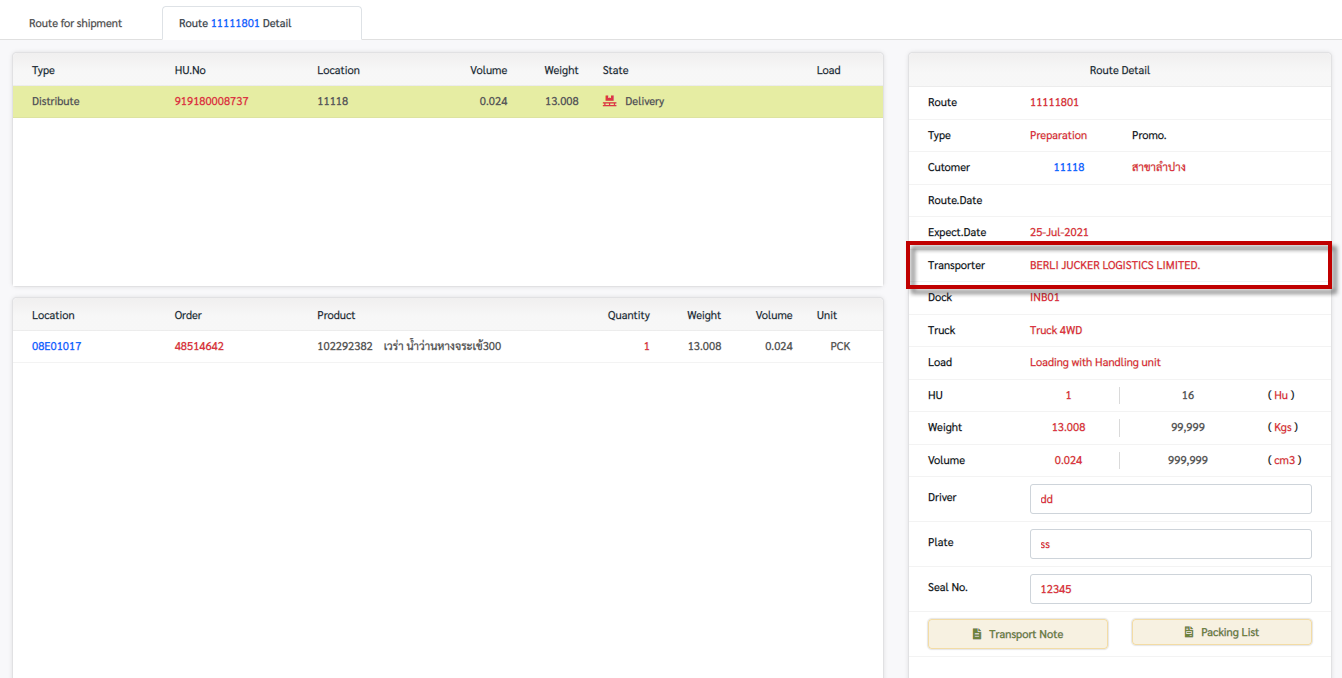 Route for shipment
Route 11111801 Detail
Type HU.No Location Volume Weight State Load
Distribute 919180008737 11118 0.024 13.008 Delivery
Location Order Product Quantity Weight Volume Unit
08E01017 48514642 102292382 เวร่า น้ำว่านหางจระเข้300 1 13.008 0.024 PCK
Route Detail
Route 11111801
Type Preparation Promo.
Cutomer 11118 สาขาลำปาง
Route.Date
Expect.Date 25-Jul-2021
Transporter BERLI JUCKER LOGISTICS LIMITED.
Dock INB01
Truck Truck 4WD
Load Loading with Handling unit
HU 1 16 ( Hu )
Weight 13.008 99,999 ( Kgs )
Volume 0.024 999,999 ( cm3 )
Driver dd
Plate ss
Seal No. 12345
Transport Note Packing List